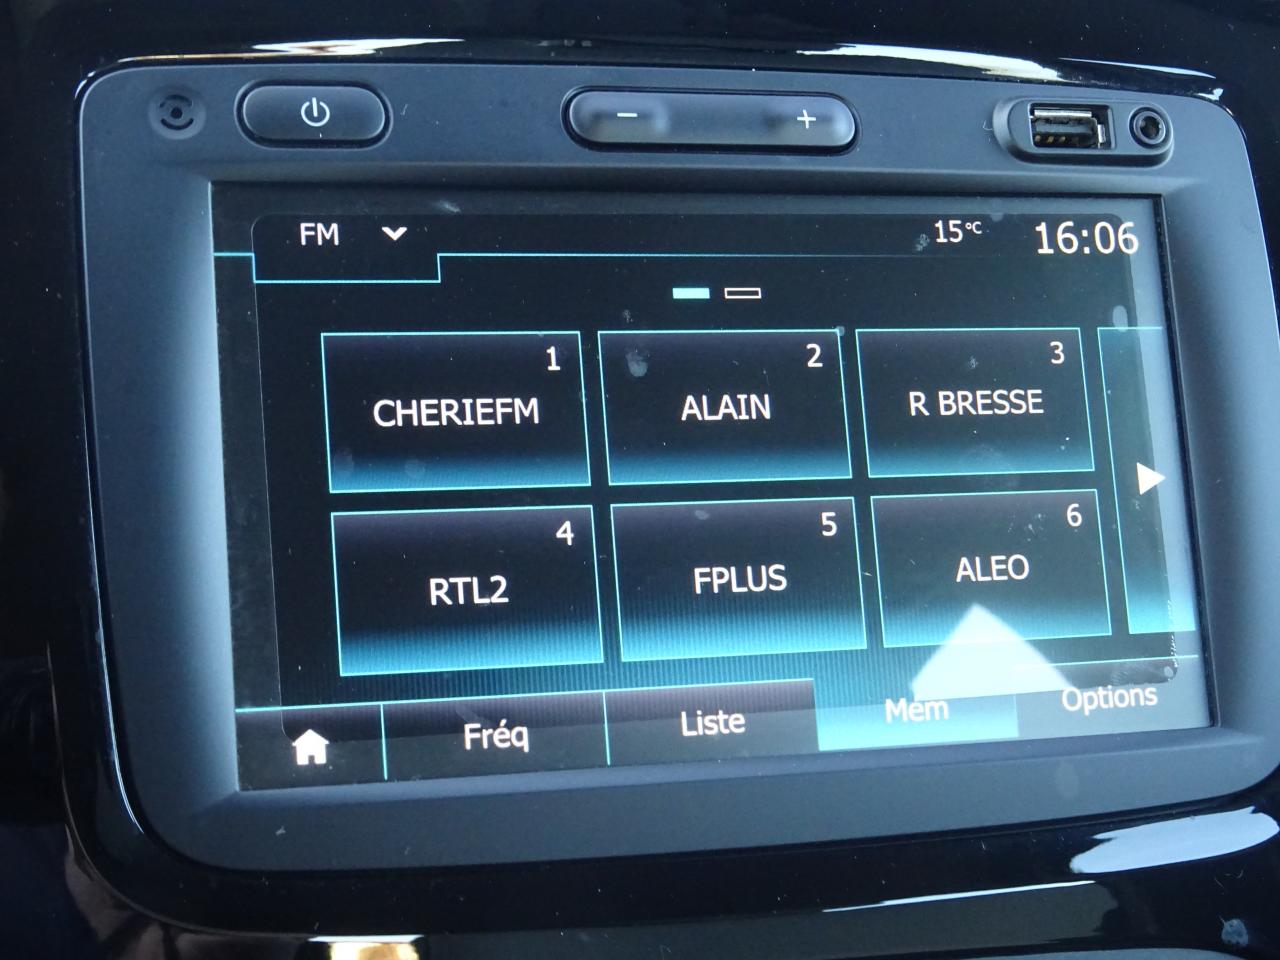 − +
FM 15°C 16:06
1 2 3
CHERIEFM ALAIN R BRESSE
4 5 6
RTL2 FPLUS ALEO
Fréq Liste Mém Options